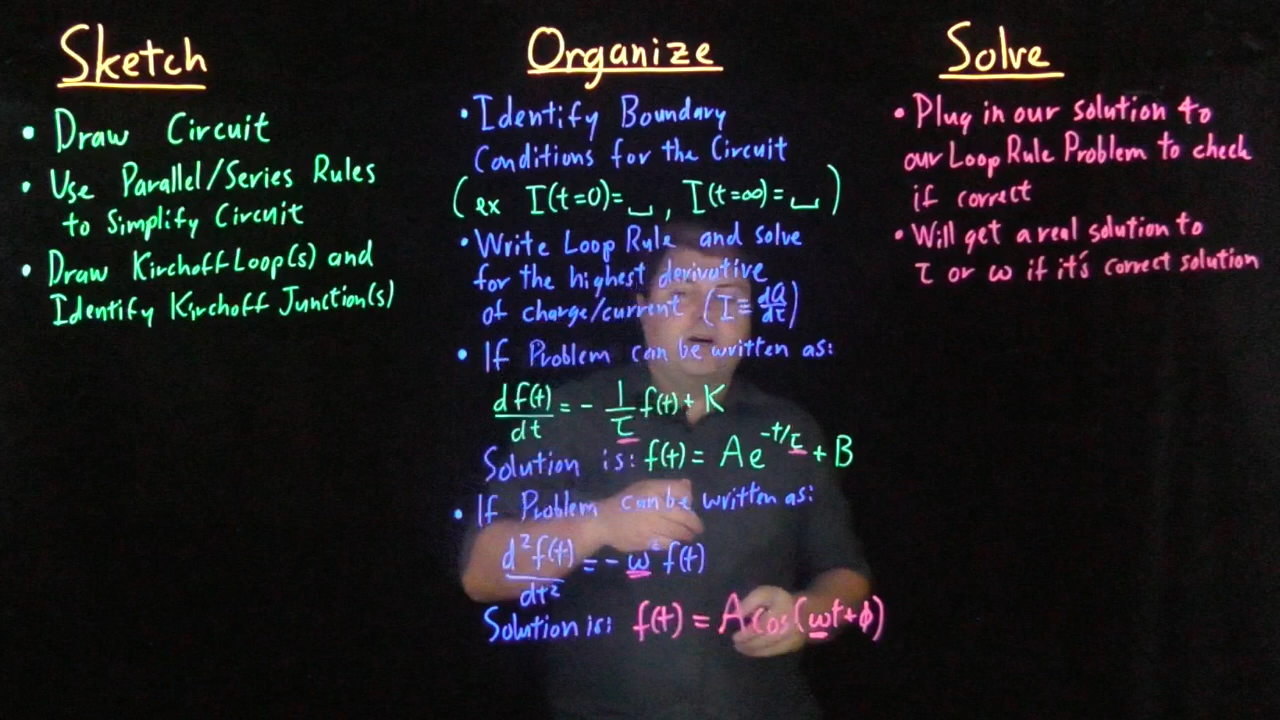 Sketch
• Draw Circuit
• Use Parallel/Series Rules
to Simplify Circuit
• Draw Kirchoff Loop(s) and
Identify Kirchoff Junction(s)
Organize
• Identify Boundary
Conditions for the Circuit
(ex I(t=0)=␣, I(t=∞)=␣)
• Write Loop Rule and solve
for the highest derivative
of charge/current (I = dQ/dt)
• If Problem can be written as:
df(t)/dt = - 1/τ f(t) + K
Solution is: f(t) = Ae^(-t/τ) + B
• If Problem can be written as:
d²f(t)/dt² = - ω² f(t)
Solution is: f(t) = A cos(ωt+φ)
Solve
• Plug in our solution to
our Loop Rule Problem to check
if correct
• Will get a real solution to
τ or ω if it's correct solution